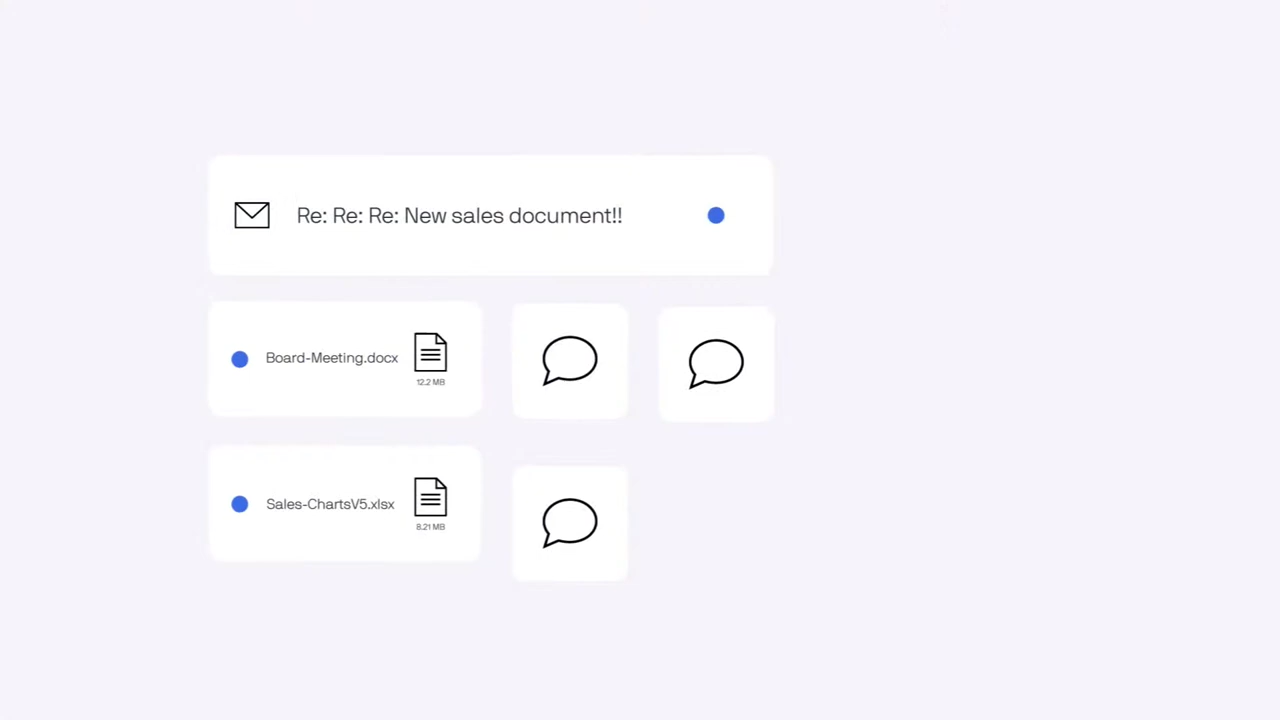 Re: Re: Re: New sales document!!
Board-Meeting.docx
12.2 MB
Sales-ChartsV5.xlsx
8.21 MB